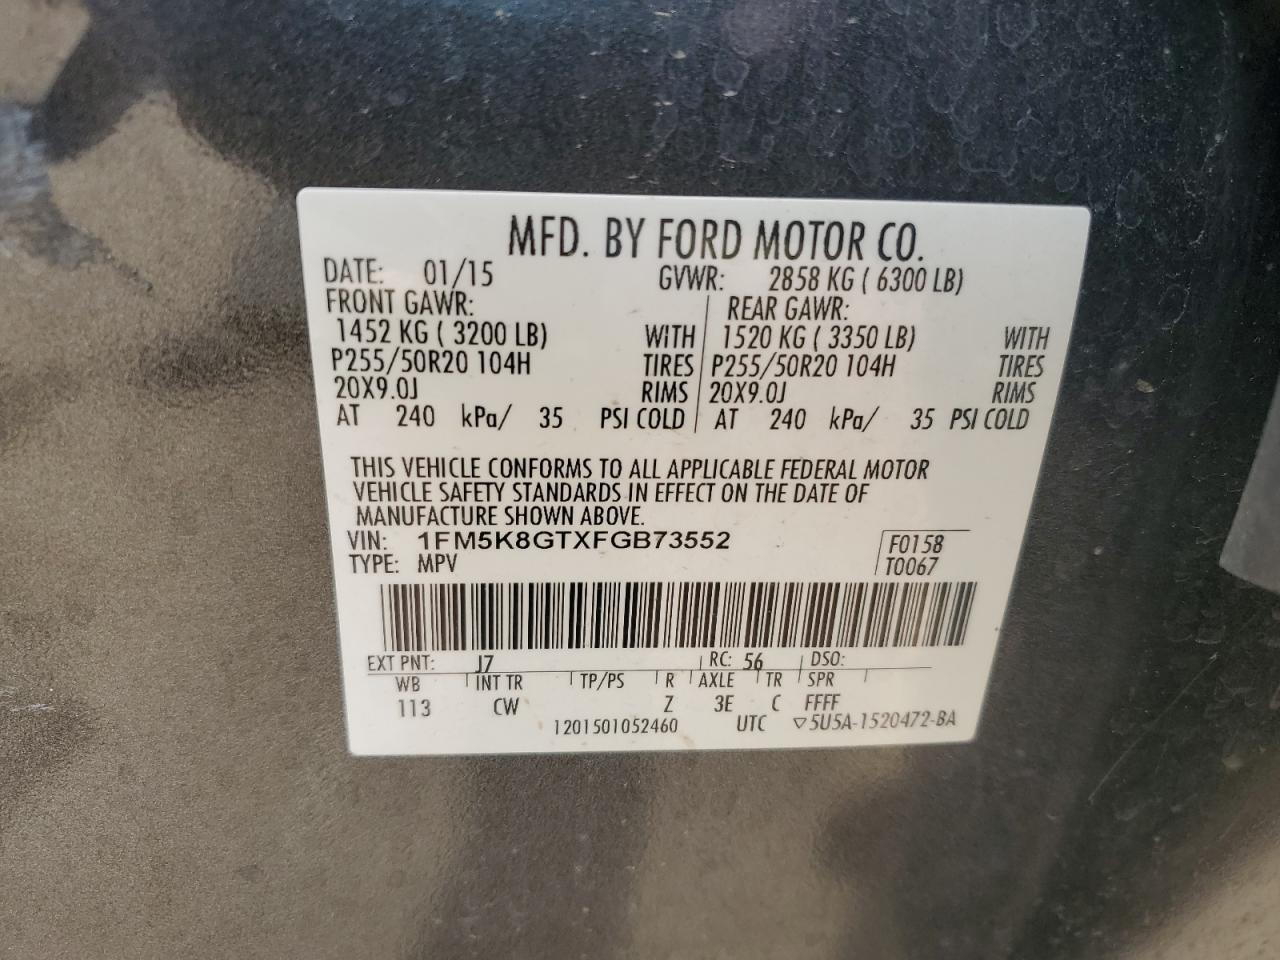 MFD. BY FORD MOTOR CO.
DATE: 01/15 GVWR: 2858 KG ( 6300 LB)
FRONT GAWR: REAR GAWR:
1452 KG ( 3200 LB) WITH 1520 KG ( 3350 LB) WITH
P255/50R20 104H TIRES P255/50R20 104H TIRES
20X9.0J RIMS 20X9.0J RIMS
AT 240 kPa/ 35 PSI COLD AT 240 kPa/ 35 PSI COLD
THIS VEHICLE CONFORMS TO ALL APPLICABLE FEDERAL MOTOR
VEHICLE SAFETY STANDARDS IN EFFECT ON THE DATE OF
MANUFACTURE SHOWN ABOVE.
VIN: 1FM5K8GTXFGB73552 F0158
TYPE: MPV T0067
EXT PNT: J7 RC: 56 DSO:
WB INT TR TP/PS R AXLE TR SPR
113 CW Z 3E C FFFF
1201501052460 UTC ▽5U5A-1520472-BA